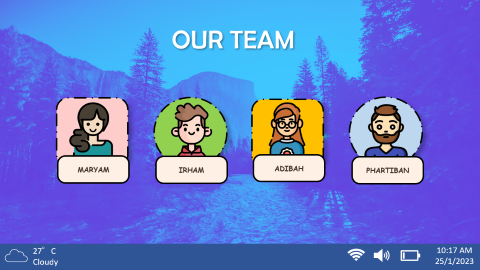 OUR TEAM
MARYAM
IRHAM
ADIBAH
PHARTIBAN
27° C
Cloudy
10:17 AM
25/1/2023